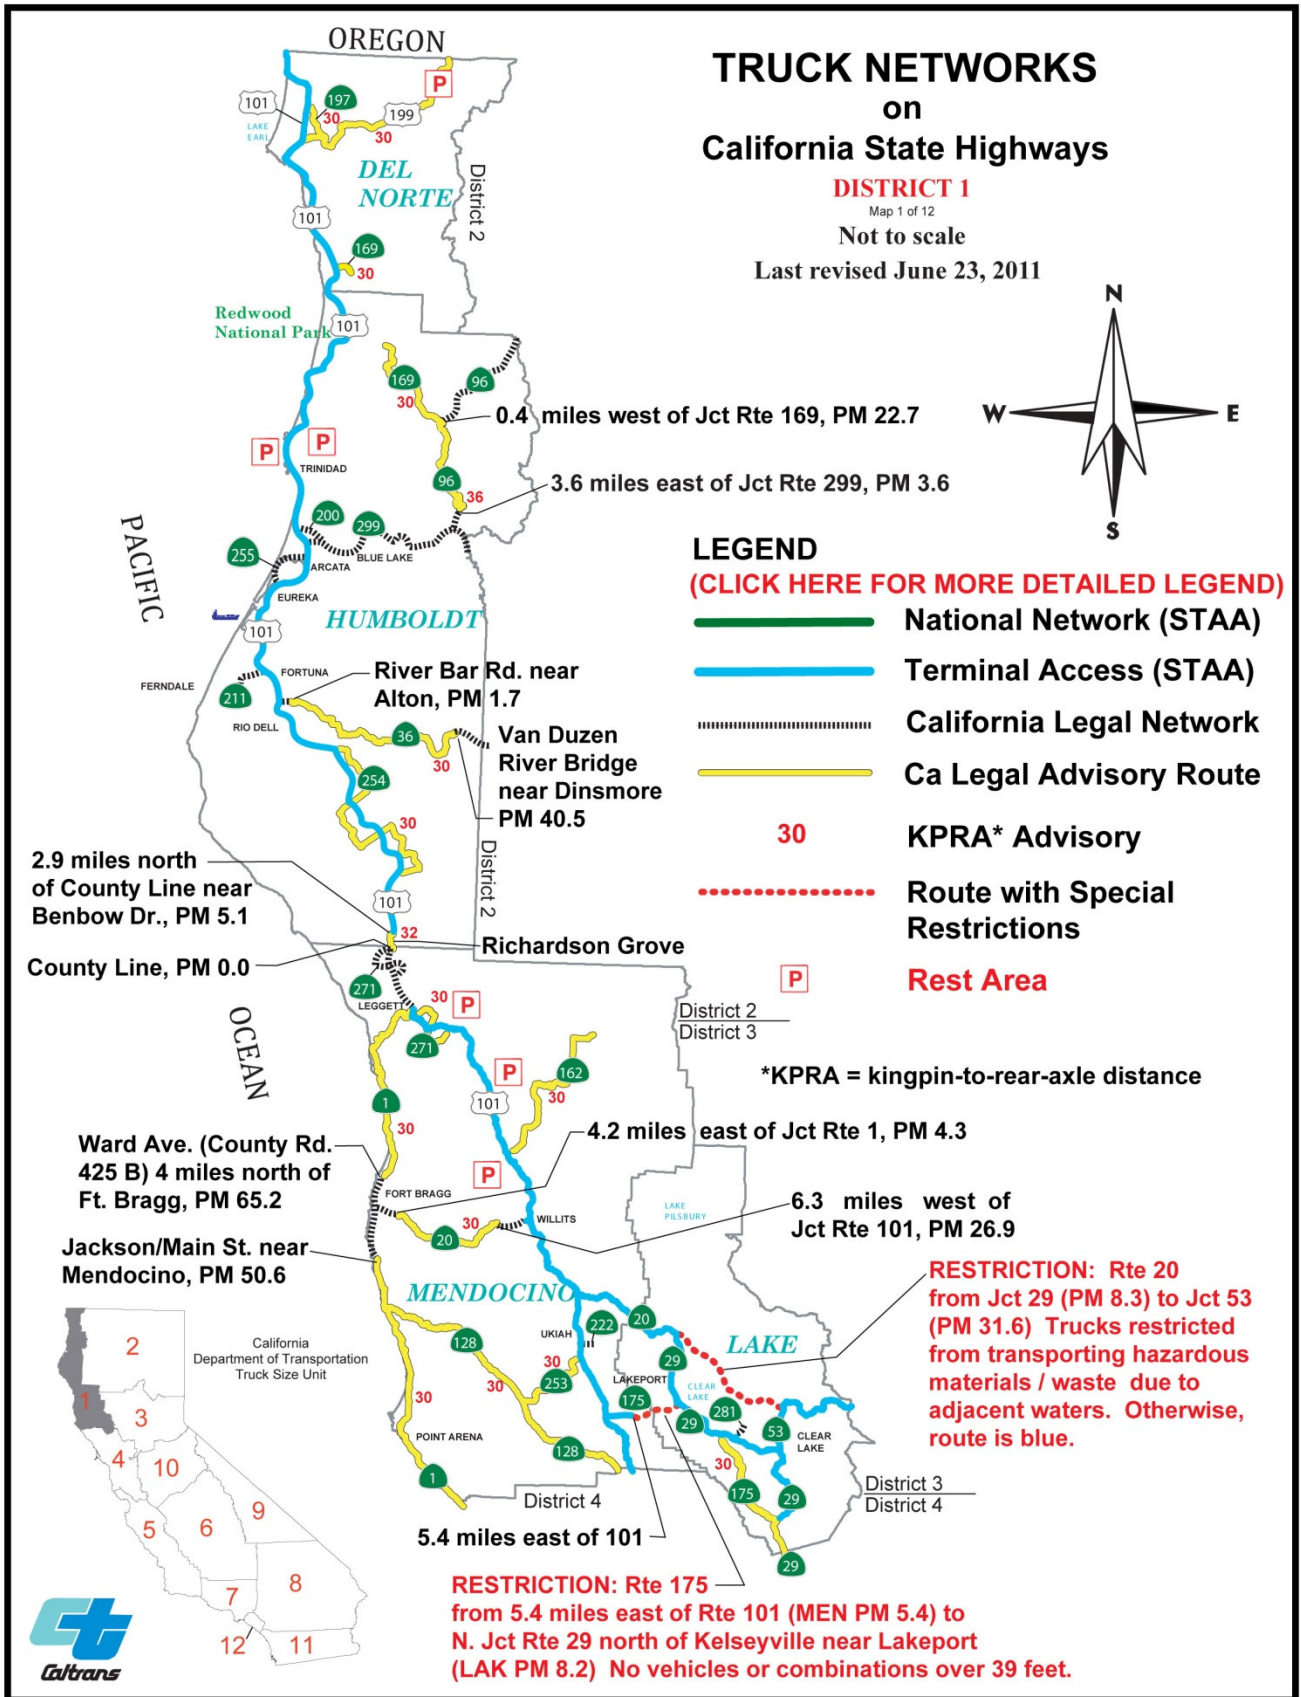 OREGON
TRUCK NETWORKS
on
California State Highways
DISTRICT 1
Map 1 of 12
Not to scale
Last revised June 23, 2011
P
101
197
199
LAKE
EARL
30
30
DEL
NORTE
District 2
101
169
30
N
W
E
S
Redwood
National Park
101
169
96
30
0.4 miles west of Jct Rte 169, PM 22.7
P
P
TRINIDAD
96
36
3.6 miles east of Jct Rte 299, PM 3.6
PACIFIC
200
299
255
BLUE LAKE
ARCATA
EUREKA
HUMBOLDT
101
LEGEND
(CLICK HERE FOR MORE DETAILED LEGEND)
National Network (STAA)
Terminal Access (STAA)
California Legal Network
Ca Legal Advisory Route
30
KPRA* Advisory
Route with Special
Restrictions
P
Rest Area
FERNDALE
FORTUNA
211
RIO DELL
River Bar Rd. near
Alton, PM 1.7
36
30
Van Duzen
River Bridge
near Dinsmore
PM 40.5
254
30
District 2
2.9 miles north
of County Line near
Benbow Dr., PM 5.1
101
32
Richardson Grove
County Line, PM 0.0
271
LEGGETT
30
P
271
OCEAN
District 2
District 3
*KPRA = kingpin-to-rear-axle distance
P
162
101
30
1
30
4.2 miles east of Jct Rte 1, PM 4.3
Ward Ave. (County Rd.
425 B) 4 miles north of
Ft. Bragg, PM 65.2
P
FORT BRAGG
LAKE
PILSBURY
6.3 miles west of
Jct Rte 101, PM 26.9
30
20
WILLITS
Jackson/Main St. near
Mendocino, PM 50.6
MENDOCINO
RESTRICTION: Rte 20
from Jct 29 (PM 8.3) to Jct 53
(PM 31.6) Trucks restricted
from transporting hazardous
materials / waste due to
adjacent waters. Otherwise,
route is blue.
20
222
UKIAH
LAKE
128
30
253
29
LAKEPORT
CLEAR
LAKE
175
29
281
53
CLEAR
LAKE
30
30
POINT ARENA
128
1
30
175
29
29
District 4
District 3
District 4
5.4 miles east of 101
RESTRICTION: Rte 175
from 5.4 miles east of Rte 101 (MEN PM 5.4) to
N. Jct Rte 29 north of Kelseyville near Lakeport
(LAK PM 8.2) No vehicles or combinations over 39 feet.
California
Department of Transportation
Truck Size Unit
1
2
3
4
10
5
6
9
7
8
12
11
ct
Caltrans